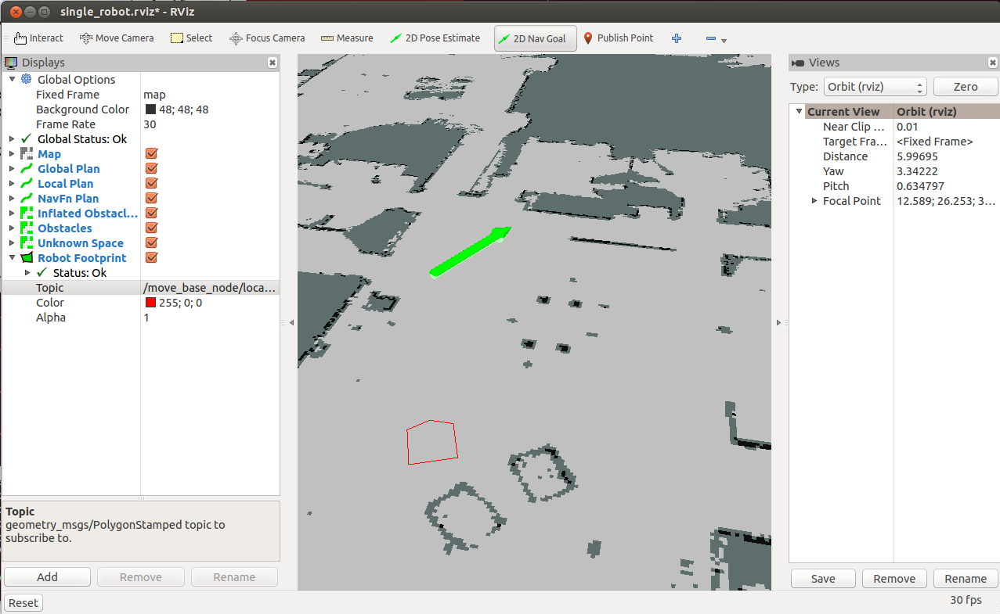 single_robot.rviz* - RViz
Interact Move Camera Select Focus Camera Measure 2D Pose Estimate 2D Nav Goal Publish Point
Displays
Global Options
Fixed Frame map
Background Color 48; 48; 48
Frame Rate 30
Global Status: Ok
Map
Global Plan
Local Plan
NavFn Plan
Inflated Obstacl...
Obstacles
Unknown Space
Robot Footprint
Status: Ok
Topic /move_base_node/loca...
Color 255; 0; 0
Alpha 1
Topic
geometry_msgs/PolygonStamped topic to
subscribe to.
Add Remove Rename
Reset
Views
Type: Orbit (rviz) Zero
Current View Orbit (rviz)
Near Clip ... 0.01
Target Fra... <Fixed Frame>
Distance 5.99695
Yaw 3.34222
Pitch 0.634797
Focal Point 12.589; 26.253; 3...
Save Remove Rename
30 fps